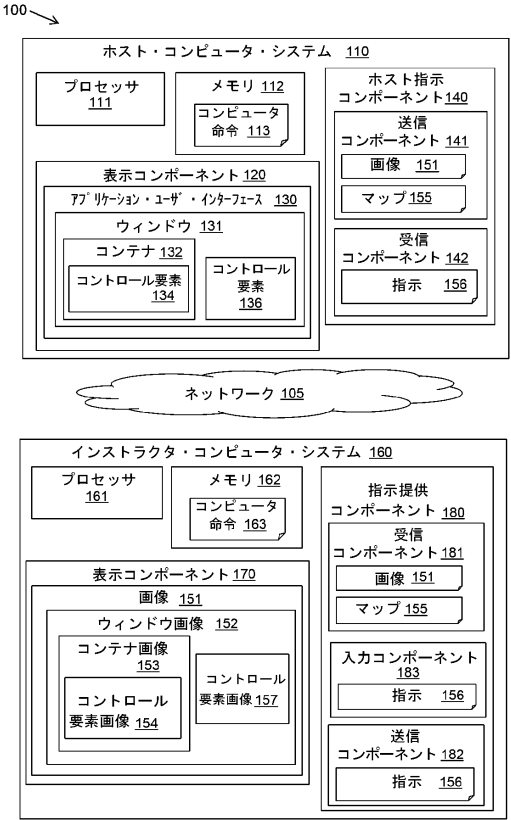 100
ホスト・コンピュータ・システム 110
プロセッサ
111
メモリ 112
コンピュータ
命令 113
ホスト指示
コンポーネント140
送信
コンポーネント141
画像 151
マップ 155
受信
コンポーネント 142
指示 156
表示コンポーネント120
アプリケーション・ユーザ・インターフェース 130
ウィンドウ 131
コンテナ 132
コントロール要素
134
コントロール
要素
136
ネットワーク 105
インストラクタ・コンピュータ・システム 160
プロセッサ
161
メモリ 162
コンピュータ
命令 163
指示提供
コンポーネント 180
受信
コンポーネント 181
画像 151
マップ 155
入力コンポーネント
183
指示 156
送信
コンポーネント 182
指示 156
表示コンポーネント170
画像 151
ウィンドウ画像 152
コンテナ画像
153
コントロール
要素画像 154
コントロール
要素画像 157